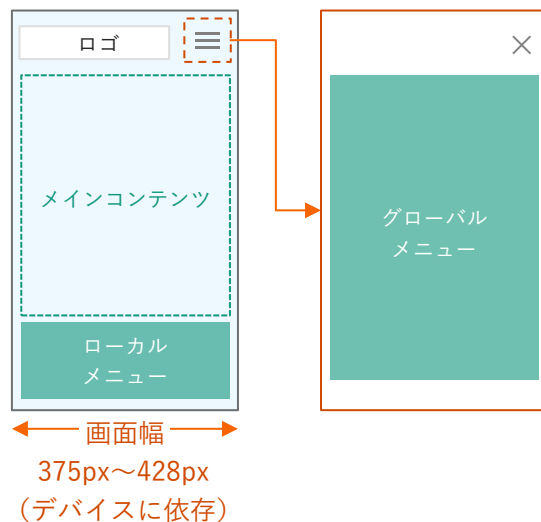 ロゴ
メインコンテンツ
ローカル
メニュー
グローバル
メニュー
画面幅
375px～428px
（デバイスに依存）